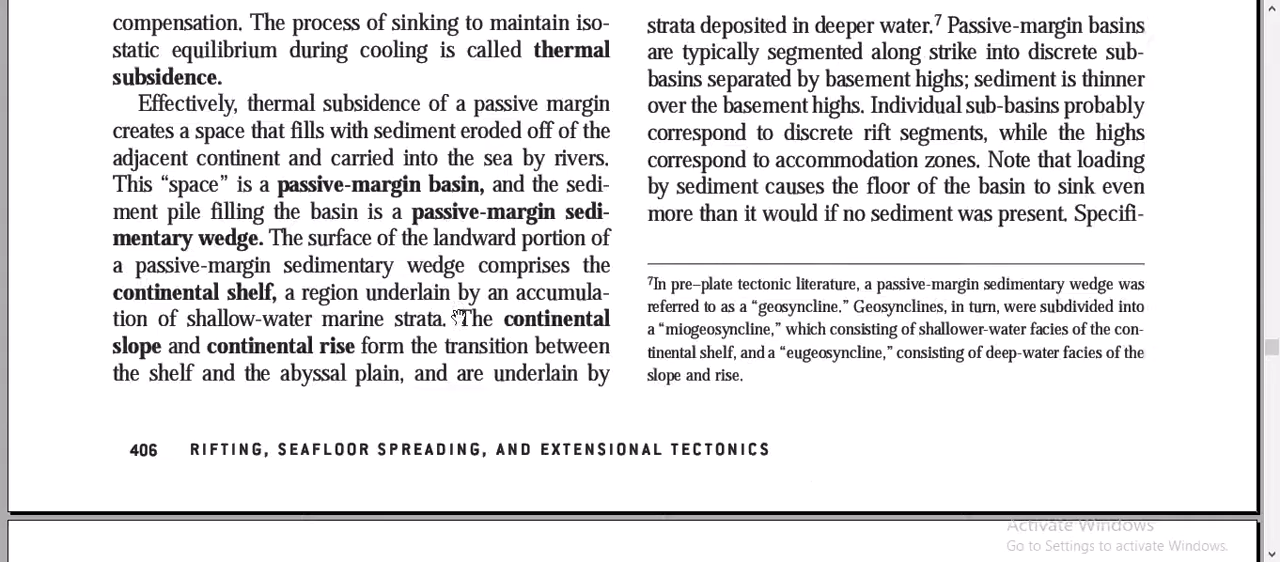 compensation. The process of sinking to maintain iso-
static equilibrium during cooling is called thermal
subsidence.
Effectively, thermal subsidence of a passive margin
creates a space that fills with sediment eroded off of the
adjacent continent and carried into the sea by rivers.
This “space” is a passive-margin basin, and the sedi-
ment pile filling the basin is a passive-margin sedi-
mentary wedge. The surface of the landward portion of
a passive-margin sedimentary wedge comprises the
continental shelf, a region underlain by an accumula-
tion of shallow-water marine strata. The continental
slope and continental rise form the transition between
the shelf and the abyssal plain, and are underlain by
strata deposited in deeper water.7 Passive-margin basins
are typically segmented along strike into discrete sub-
basins separated by basement highs; sediment is thinner
over the basement highs. Individual sub-basins probably
correspond to discrete rift segments, while the highs
correspond to accommodation zones. Note that loading
by sediment causes the floor of the basin to sink even
more than it would if no sediment was present. Specifi-
7In pre–plate tectonic literature, a passive-margin sedimentary wedge was
referred to as a “geosyncline.” Geosynclines, in turn, were subdivided into
a “miogeosyncline,” which consisting of shallower-water facies of the con-
tinental shelf, and a “eugeosyncline,” consisting of deep-water facies of the
slope and rise.
406 RIFTING, SEAFLOOR SPREADING, AND EXTENSIONAL TECTONICS
Activate Windows
Go to Settings to activate Windows.